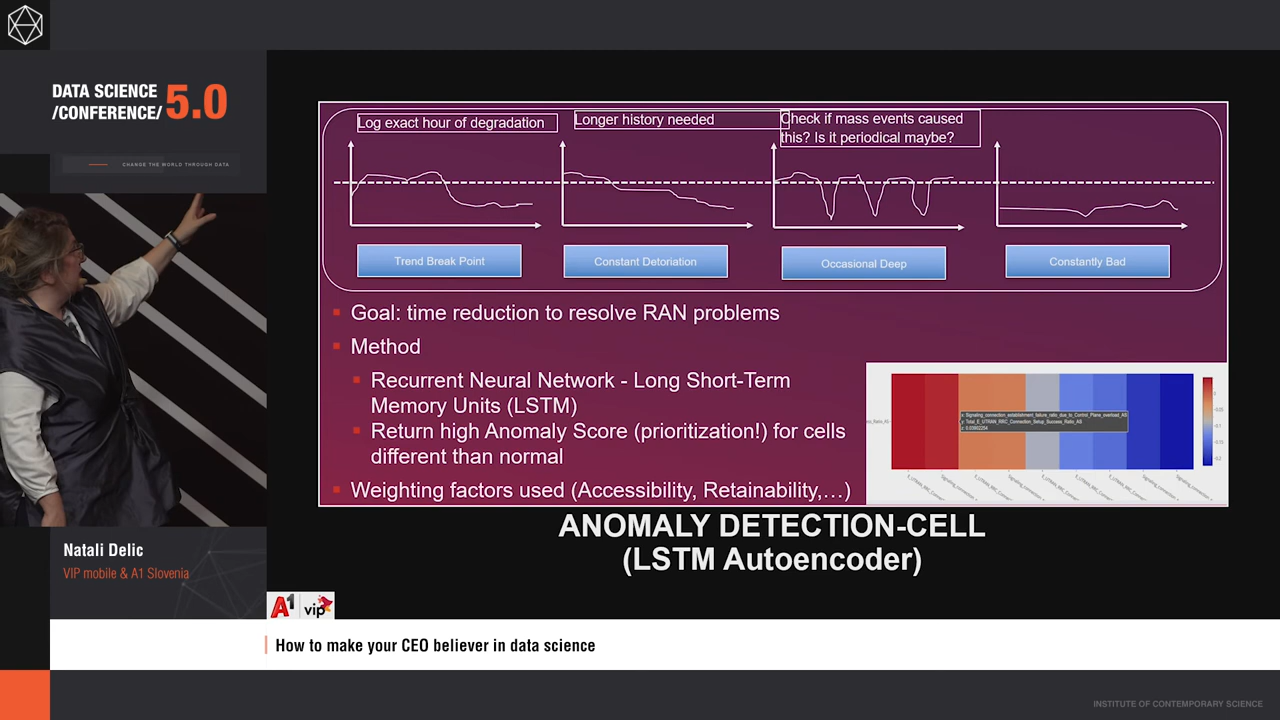 DATA SCIENCE
/CONFERENCE/ 5.0
CHANGE THE WORLD THROUGH DATA
Log exact hour of degradation
Longer history needed
Check if mass events caused
this? Is it periodical maybe?
Trend Break Point
Constant Detoriation
Occasional Deep
Constantly Bad
Goal: time reduction to resolve RAN problems
Method
Recurrent Neural Network - Long Short-Term
Memory Units (LSTM)
Return high Anomaly Score (prioritization!) for cells
different than normal
Weighting factors used (Accessibility, Retainability,...)
x: Signaling_connection_establishment_failure_ratio_due_to_Control_Plane_overload_AS
y: Total_E_UTRAN_RRC_Connection_Setup_Success_Ratio_AS
ANOMALY DETECTION-CELL
(LSTM Autoencoder)
Natali Delic
VIP mobile & A1 Slovenia
A1 vip
How to make your CEO believer in data science
INSTITUTE OF CONTEMPORARY SCIENCE